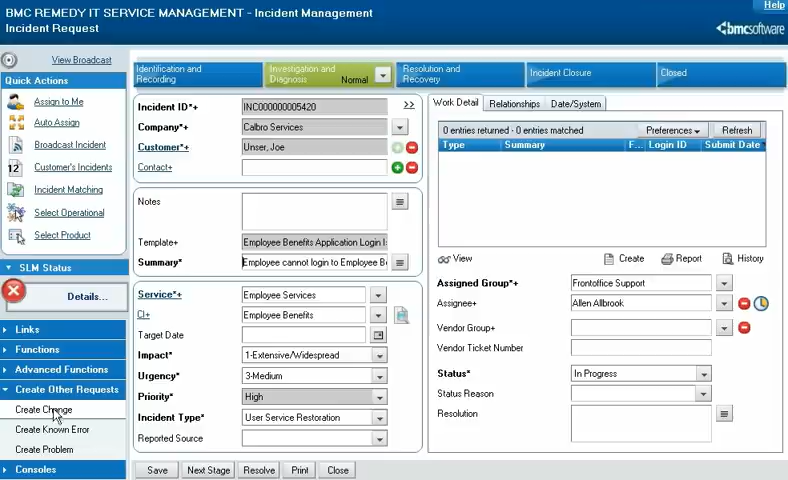 BMC REMEDY IT SERVICE MANAGEMENT - Incident Management
Help
Incident Request
bmcsoftware
View Broadcast
Quick Actions
Assign to Me
Auto Assign
Broadcast Incident
12
Customer's Incidents
Incident Matching
Select Operational
Select Product
SLM Status
Details...
Links
Functions
Advanced Functions
Create Other Requests
Create Change
Create Known Error
Create Problem
Consoles
Identification and
Recording
Investigation and
Diagnosis
Normal
Resolution and
Recovery
Incident Closure
Closed
Incident ID*+
INC000000005420
>>
Company*+
Calbro Services
Customer*+
Unser, Joe
Contact+
Notes
Template+
Employee Benefits Application Login
Summary*
Employee cannot login to Employee
Service*+
Employee Services
CI+
Employee Benefits
Target Date
Impact*
1-Extensive/Widespread
Urgency*
3-Medium
Priority*
High
Incident Type*
User Service Restoration
Reported Source
Work Detail
Relationships
Date/System
0 entries returned - 0 entries matched
Preferences
Refresh
Type
Summary
F...
Login ID
Submit Date
View
Create
Report
History
Assigned Group*+
Frontoffice Support
Assignee+
Allen Allbrook
Vendor Group+
Vendor Ticket Number
Status*
In Progress
Status Reason
Resolution
Save
Next Stage
Resolve
Print
Close